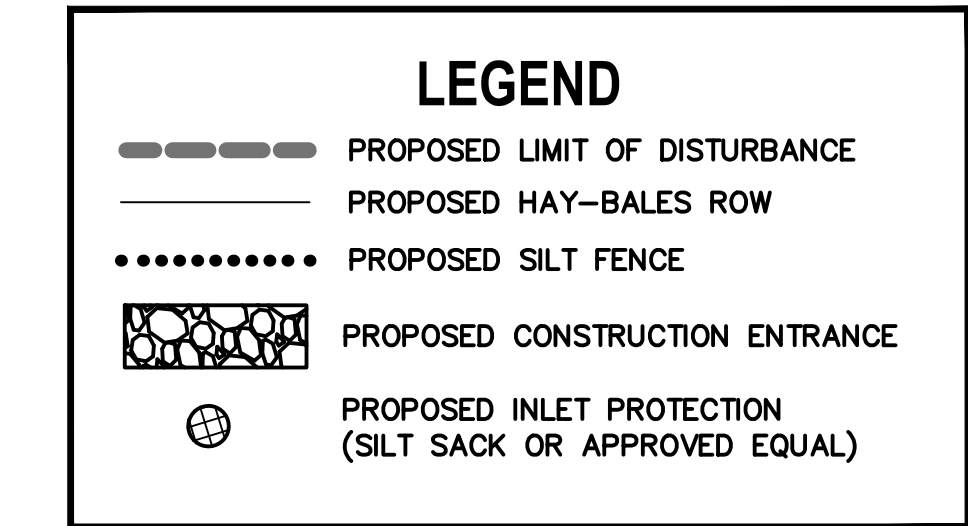 LEGEND
PROPOSED LIMIT OF DISTURBANCE
PROPOSED HAY-BALES ROW
PROPOSED SILT FENCE
PROPOSED CONSTRUCTION ENTRANCE
PROPOSED INLET PROTECTION
(SILT SACK OR APPROVED EQUAL)